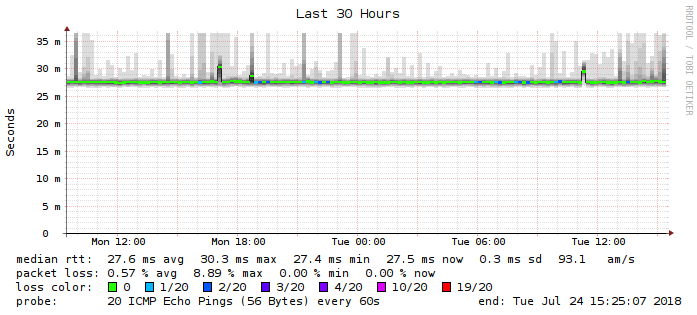 Last 30 Hours
RRDTOOL / TOBI OETIKER
Seconds
35 m
30 m
25 m
20 m
15 m
10 m
5 m
0
Mon 12:00 Mon 18:00 Tue 00:00 Tue 06:00 Tue 12:00
median rtt: 27.6 ms avg 30.3 ms max 27.4 ms min 27.5 ms now 0.3 ms sd 93.1 am/s
packet loss: 0.57 % avg 8.89 % max 0.00 % min 0.00 % now
loss color: 0 1/20 2/20 3/20 4/20 10/20 19/20
probe: 20 ICMP Echo Pings (56 Bytes) every 60s end: Tue Jul 24 15:25:07 2018